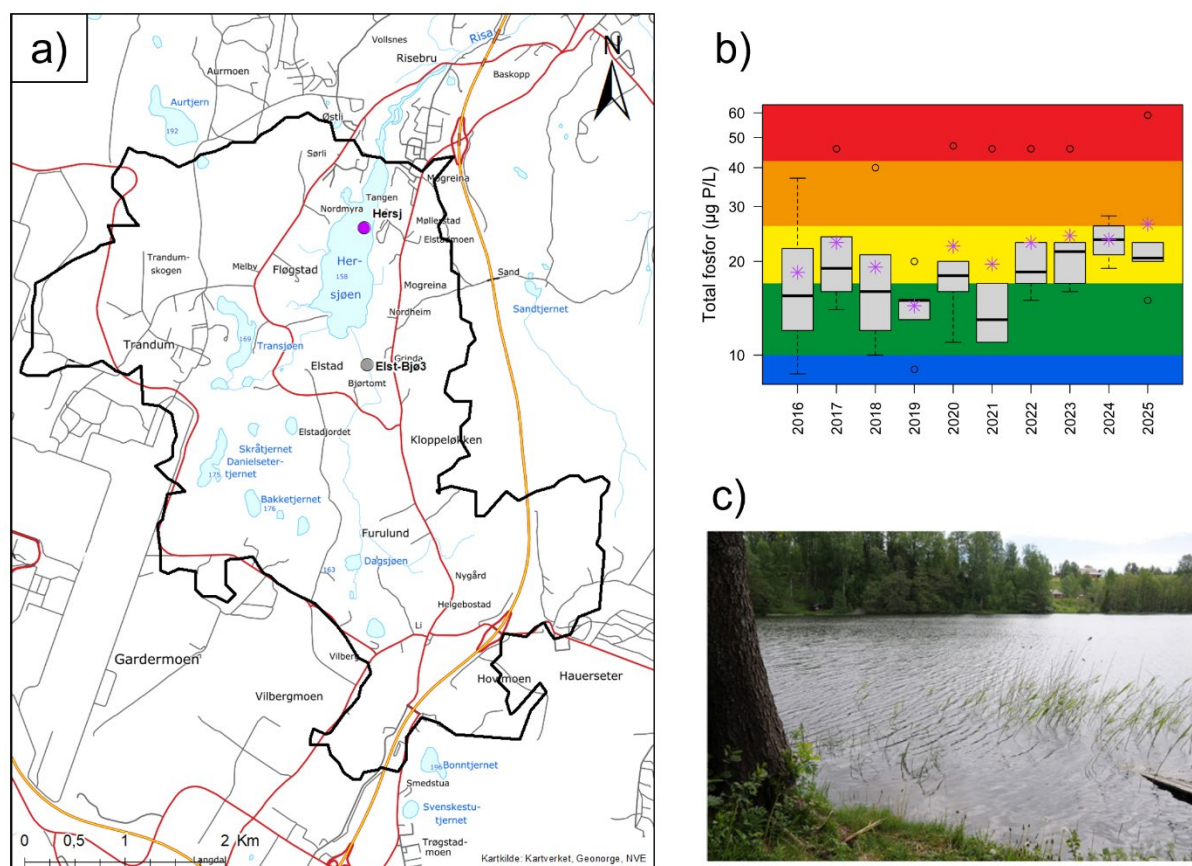 a)
N
Vollsnes
Risa
Risebru
Baskopp
Aurmoen
Aurtjern
192
Østli
Sørli
Mogreina
Tangen
Nordmyra
Hersj
Møllerstad
Elstadmoen
Trandum-
skogen
Melby
Fløgstad
Her-
158
sjøen
Sand
Mogreina
Sandtjernet
Nordheim
169
Trandum
Transjøen
Elstad
Grinda
Elst-Bjø3
Bjørtomt
Elstadjordet
Kloppeløkken
Skråtjernet
Danielseter-
175
tjernet
Bakketjernet
176
Furulund
Dagsjøen
163
Nygård
Helgebostad
Li
Gardermoen
Vilberg
Vilbergmoen
Hovmoen
Hauerseter
196
Bonntjernet
Smedstua
Svenskestu-
tjernet
Trøgstad-
moen
0 0,5 1 2 Km
Langdal
Kartkilde: Kartverket, Geonorge, NVE
b)
Total fosfor (µg P/L)
60
50
40
30
20
10
2016
2017
2018
2019
2020
2021
2022
2023
2024
2025
c)